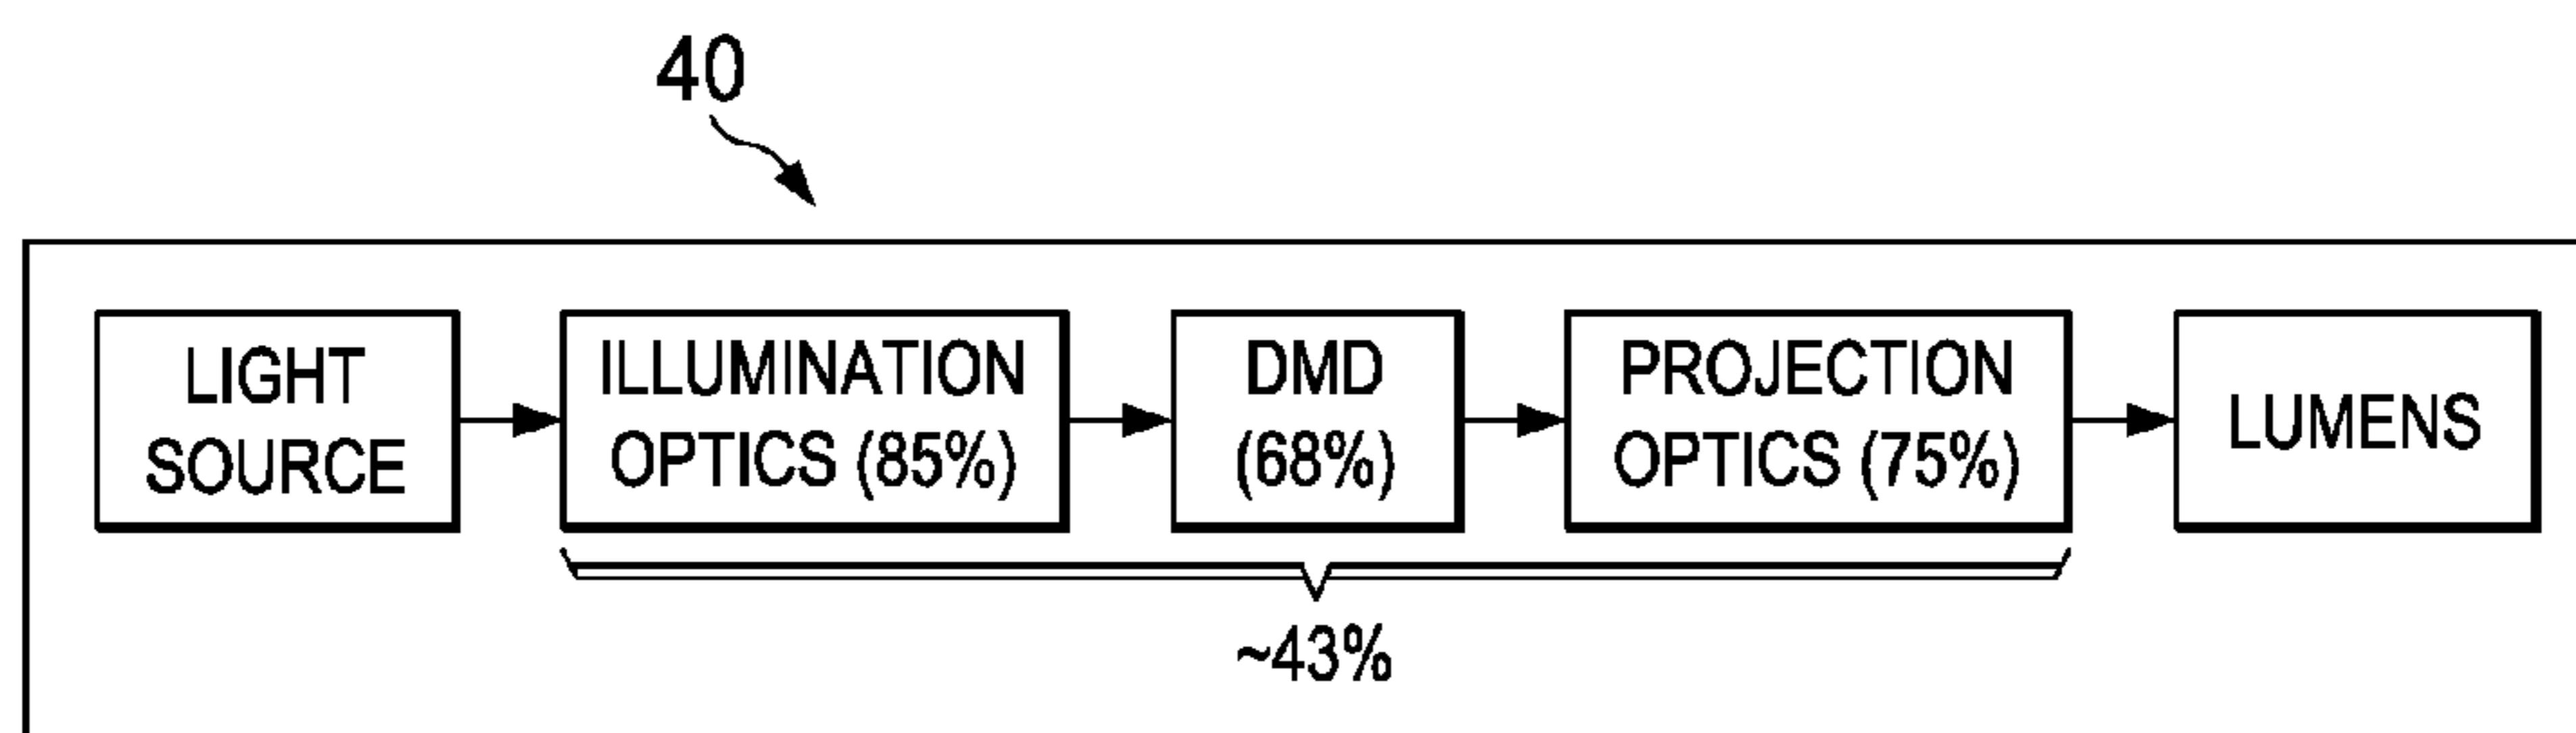 40
LIGHT
SOURCE
ILLUMINATION
OPTICS (85%)
DMD
(68%)
PROJECTION
OPTICS (75%)
LUMENS
~43%